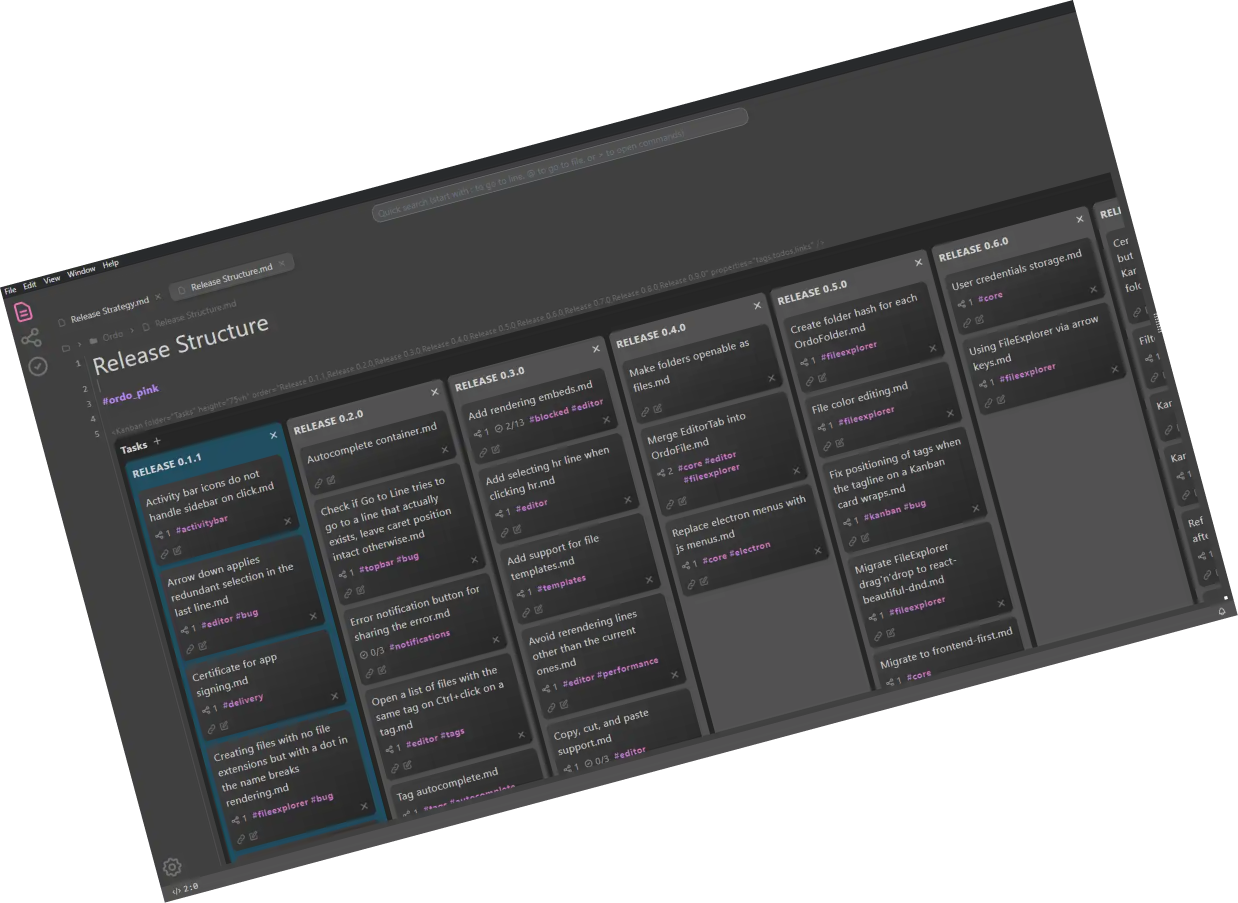 File Edit View Window Help
Quick search (start with : to go to line, @ to go to file, or > to open commands)
Release Strategy.md
Release Structure.md
Ordo
Release Structure.md
1
Release Structure
2
3
#ordo_pink
4
5
<Kanban folder="Tasks" height="75vh" order="Release 0.1.1,Release 0.2.0,Release 0.3.0,Release 0.4.0,Release 0.5.0,Release 0.6.0,Release 0.7.0,Release 0.8.0,Release 0.9.0" properties="tags,todos,links" />
Tasks +
RELEASE 0.1.1
Activity bar icons do not
handle sidebar on click.md
1 #activitybar
Arrow down applies
redundant selection in the
last line.md
1 #editor #bug
Certificate for app
signing.md
1 #delivery
Creating files with no file
extensions but with a dot in
the name breaks
rendering.md
1 #fileexplorer #bug
RELEASE 0.2.0
Autocomplete container.md
Check if Go to Line tries to
go to a line that actually
exists, leave caret position
intact otherwise.md
1 #topbar #bug
Error notification button for
sharing the error.md
0/3 #notifications
Open a list of files with the
same tag on Ctrl+click on a
tag.md
1 #editor #tags
Tag autocomplete.md
1 #tags #autocomplete
RELEASE 0.3.0
Add rendering embeds.md
1 2/13 #blocked #editor
Add selecting hr line when
clicking hr.md
1 #editor
Add support for file
templates.md
1 #templates
Avoid rerendering lines
other than the current
ones.md
1 #editor #performance
Copy, cut, and paste
support.md
1 0/3 #editor
RELEASE 0.4.0
Make folders openable as
files.md
Merge EditorTab into
OrdoFile.md
2 #core #editor
#fileexplorer
Replace electron menus with
js menus.md
1 #core #electron
RELEASE 0.5.0
Create folder hash for each
OrdoFolder.md
1 #fileexplorer
File color editing.md
1 #fileexplorer
Fix positioning of tags when
the tagline on a Kanban
card wraps.md
1 #kanban #bug
Migrate FileExplorer
drag'n'drop to react-
beautiful-dnd.md
1 #fileexplorer
Migrate to frontend-first.md
1 #core
RELEASE 0.6.0
User credentials storage.md
1 #core
Using FileExplorer via arrow
keys.md
1 #fileexplorer
RELE
Cer
but
Kar
fold
Filt
1
Kar
Kar
1
Ref
afte
1
2:0